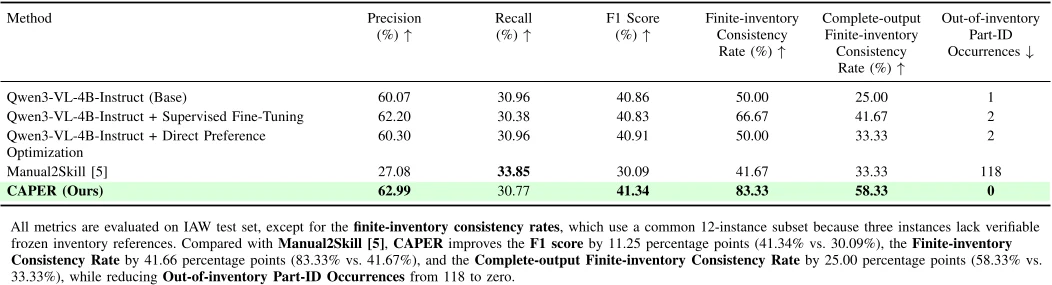 Method Precision (%) ↑ Recall (%) ↑ F1 Score (%) ↑ Finite-inventory Consistency Rate (%) ↑ Complete-output Finite-inventory Consistency Rate (%) ↑ Out-of-inventory Part-ID Occurrences ↓
Qwen3-VL-4B-Instruct (Base) 60.07 30.96 40.86 50.00 25.00 1
Qwen3-VL-4B-Instruct + Supervised Fine-Tuning 62.20 30.38 40.83 66.67 41.67 2
Qwen3-VL-4B-Instruct + Direct Preference 60.30 30.96 40.91 50.00 33.33 2
Optimization
Manual2Skill [5] 27.08 33.85 30.09 41.67 33.33 118
CAPER (Ours) 62.99 30.77 41.34 83.33 58.33 0
All metrics are evaluated on IAW test set, except for the finite-inventory consistency rates, which use a common 12-instance subset because three instances lack verifiable
frozen inventory references. Compared with Manual2Skill [5], CAPER improves the F1 score by 11.25 percentage points (41.34% vs. 30.09%), the Finite-inventory
Consistency Rate by 41.66 percentage points (83.33% vs. 41.67%), and the Complete-output Finite-inventory Consistency Rate by 25.00 percentage points (58.33% vs.
33.33%), while reducing Out-of-inventory Part-ID Occurrences from 118 to zero.